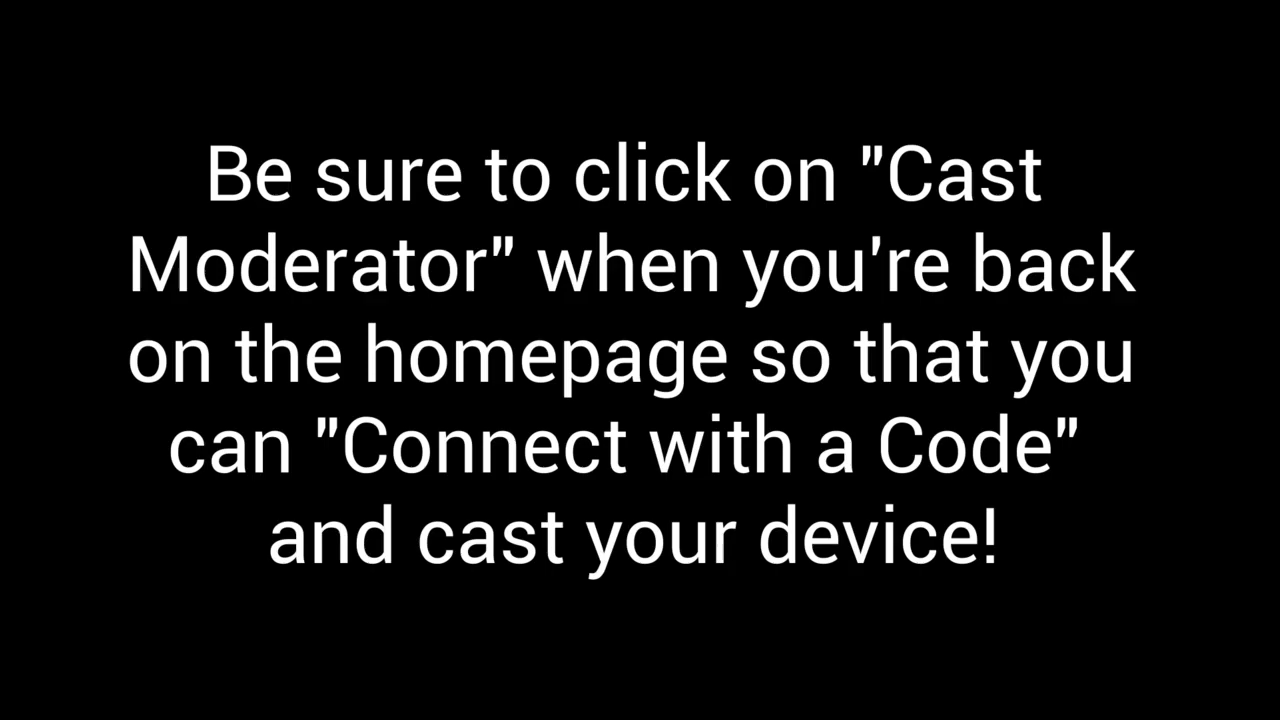 Be sure to click on "Cast
Moderator" when you're back
on the homepage so that you
can "Connect with a Code"
and cast your device!